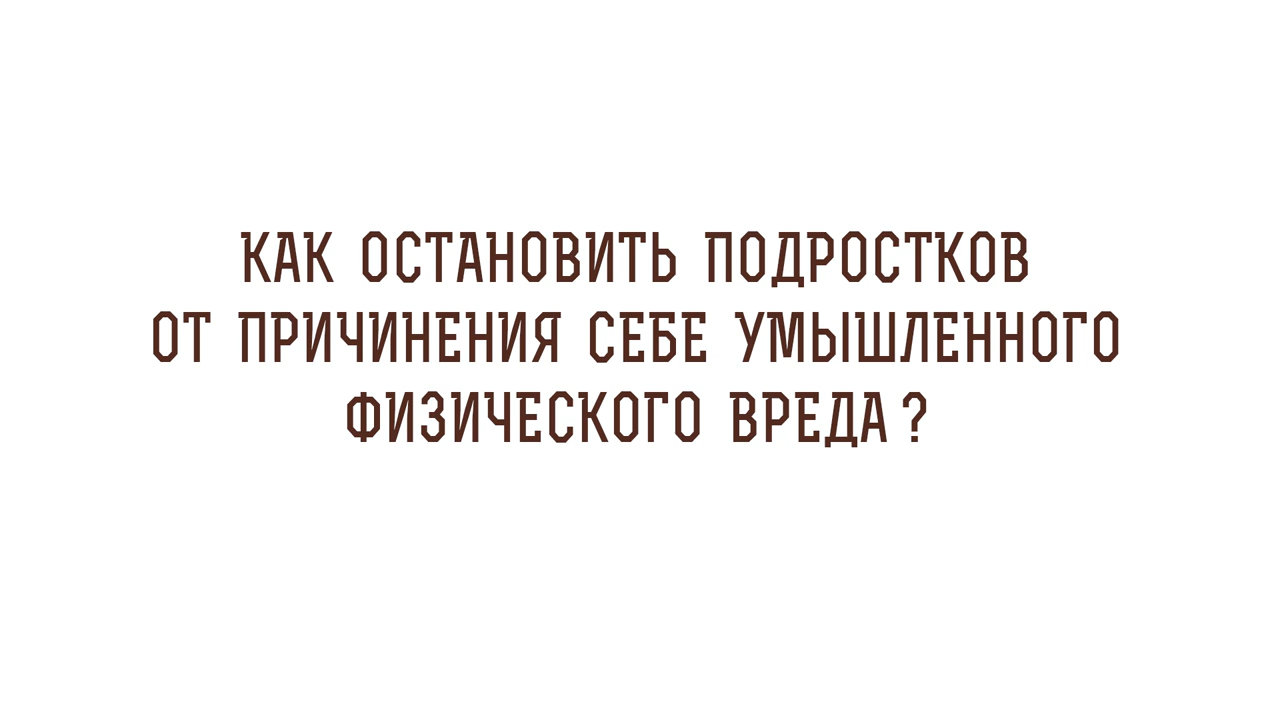 КАК ОСТАНОВИТЬ ПОДРОСТКОВ
ОТ ПРИЧИНЕНИЯ СЕБЕ УМЫШЛЕННОГО
ФИЗИЧЕСКОГО ВРЕДА?